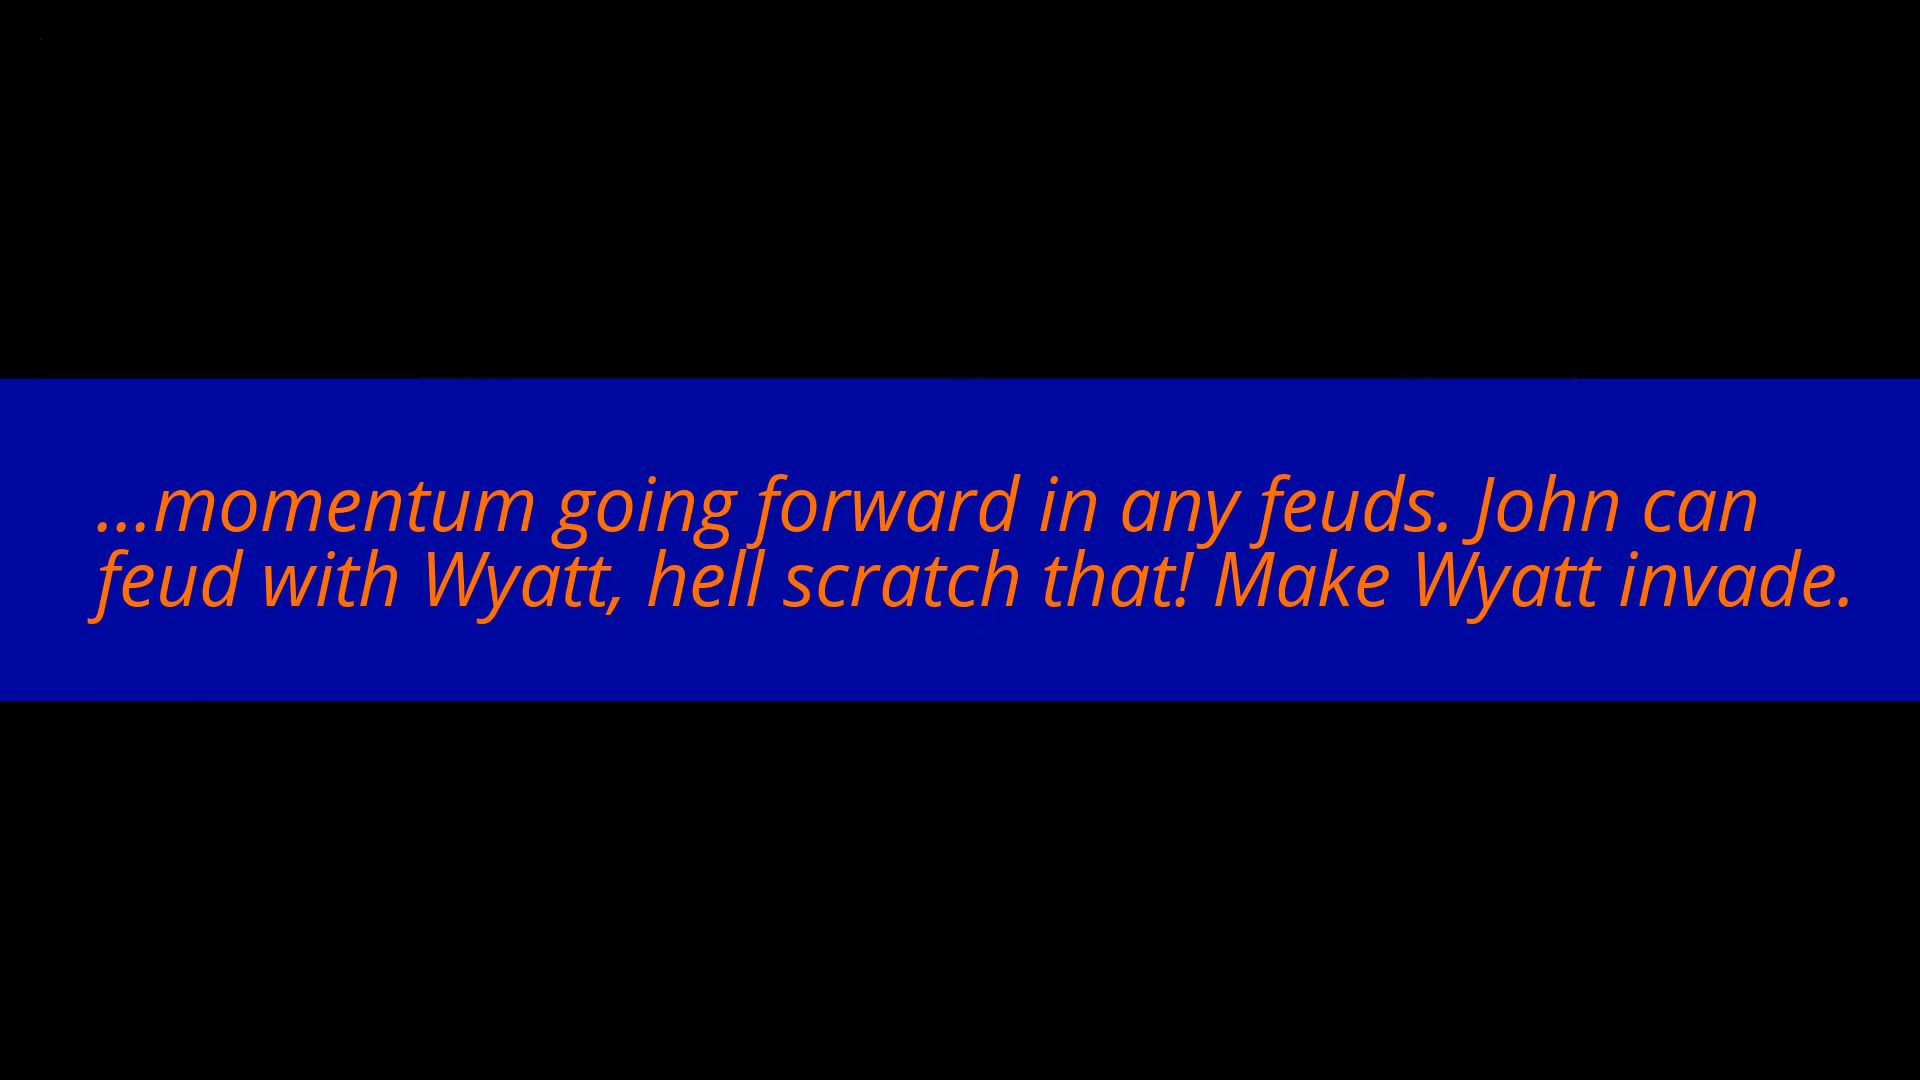 ...momentum going forward in any feuds. John can
feud with Wyatt, hell scratch that! Make Wyatt invade.